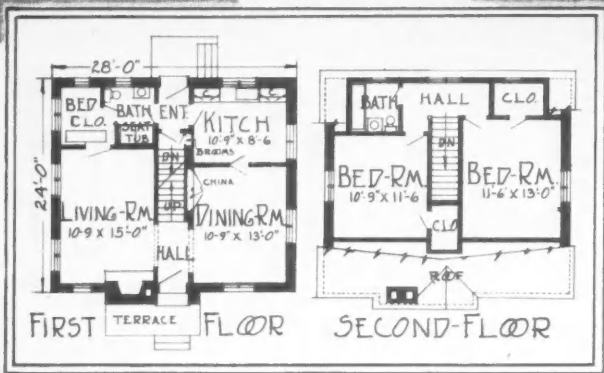 28'-0"
24'-0"
BED
CLO.
BATH
SEAT
TUB
ENT.
C.
C.
KITCH
10'-9" X 8'-6
BROOMS
DN
UP
CHINA
LIVING-RM.
10-9 X 15'-0"
DINING-RM.
10'-9" X 13'-0"
HALL
TERRACE
FIRST FLOOR
BATH
HALL
CLO.
DN
BED-RM.
10'-9" X 11-6
BED-RM.
11-6" X 13'-0"
CLO
ROOF
SECOND-FLOOR